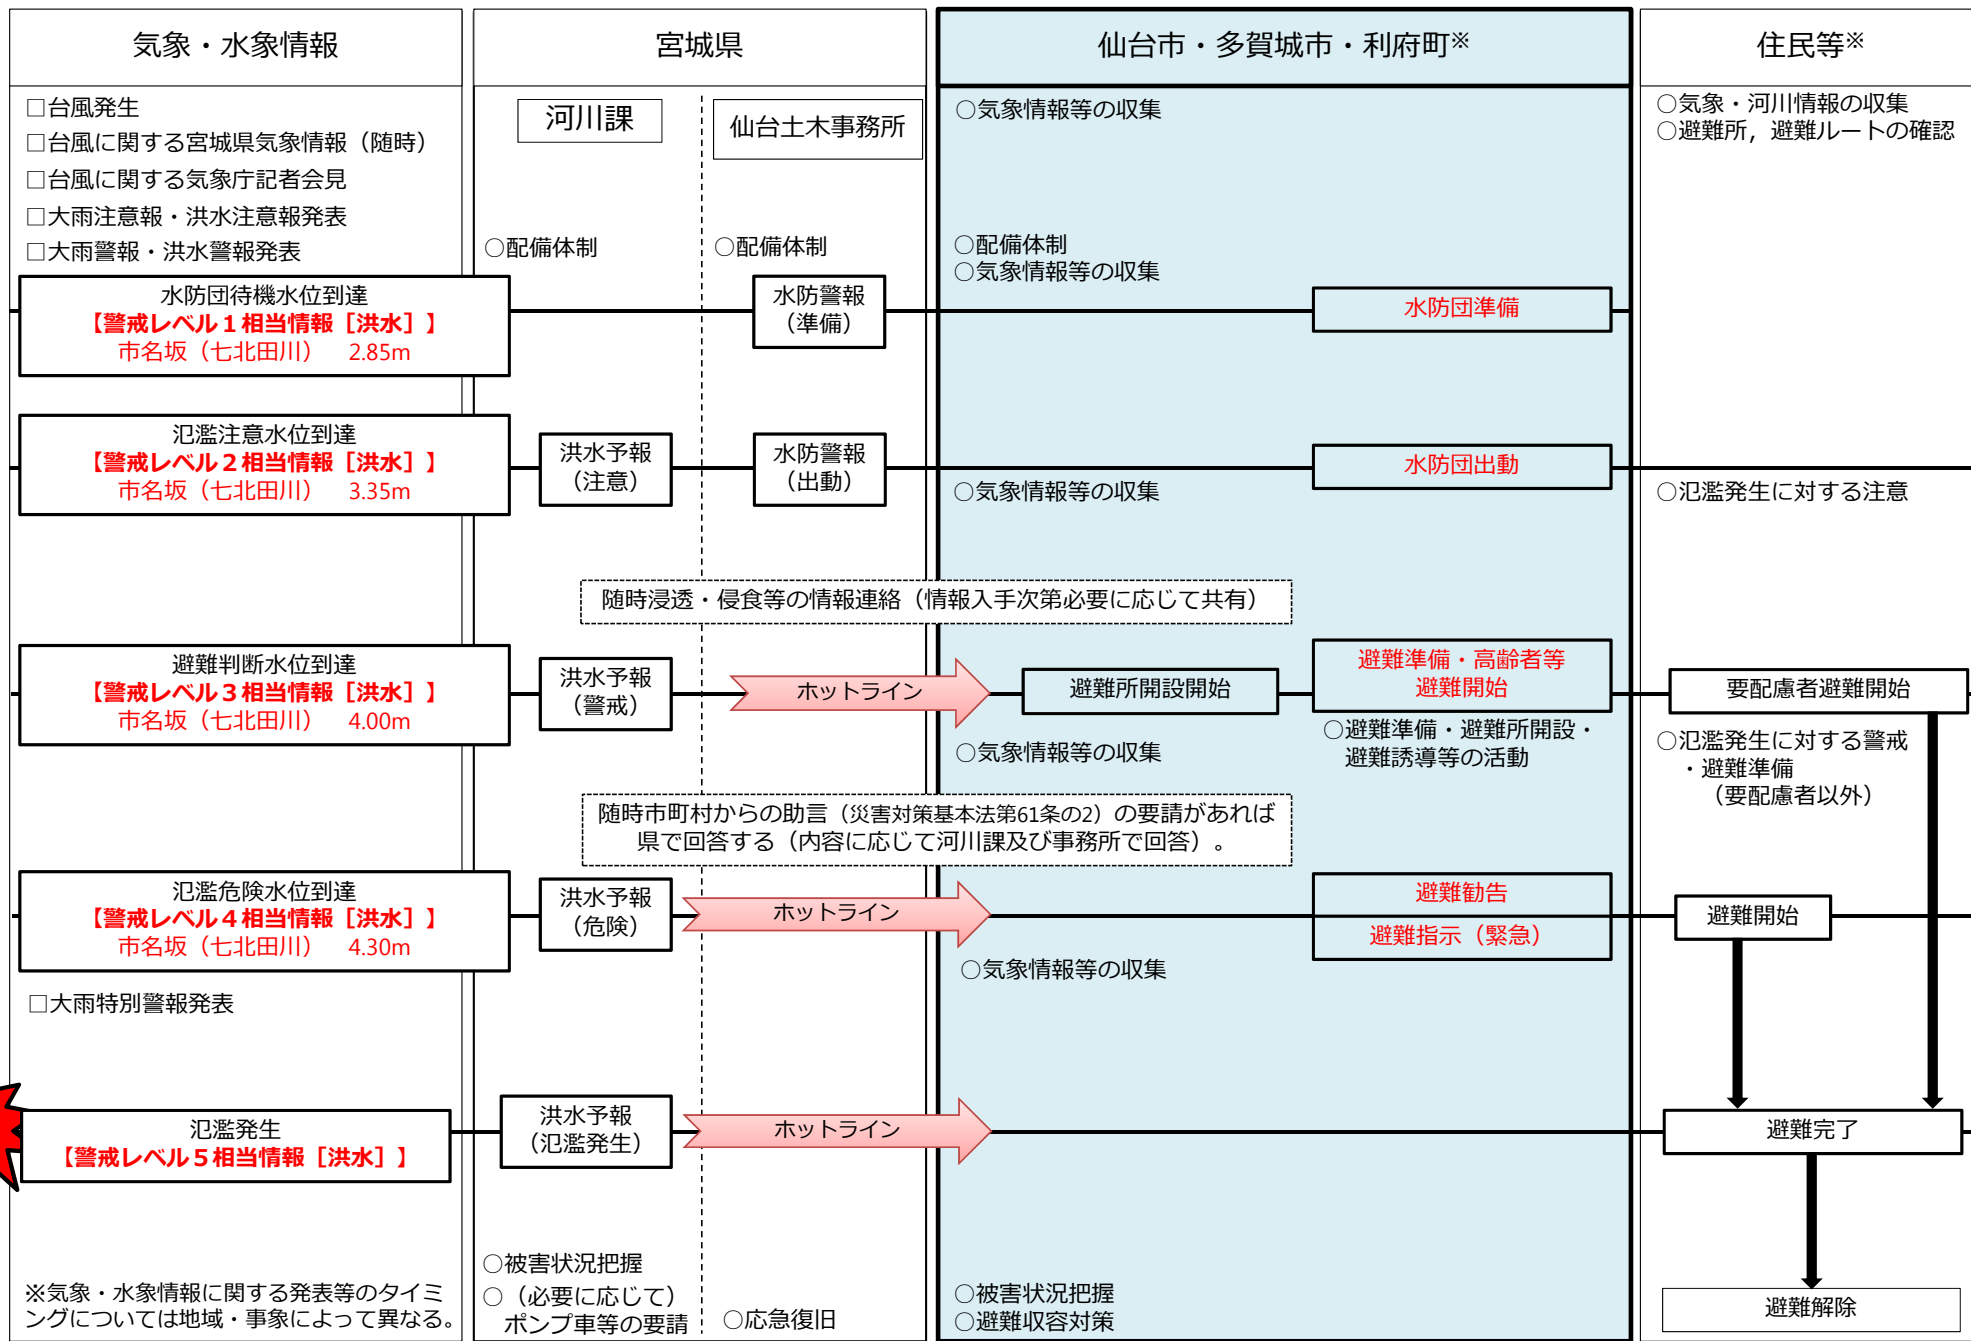 気象・水象情報
宮城県
仙台市・多賀城市・利府町※
住民等※
□台風発生
□台風に関する宮城県気象情報（随時）
□台風に関する気象庁記者会見
□大雨注意報・洪水注意報発表
□大雨警報・洪水警報発表
河川課
仙台土木事務所
○配備体制
○配備体制
○気象情報等の収集
○配備体制
○気象情報等の収集
○気象・河川情報の収集
○避難所，避難ルートの確認
水防団待機水位到達
【警戒レベル１相当情報［洪水］】
市名坂（七北田川）　2.85m
水防警報
（準備）
水防団準備
氾濫注意水位到達
【警戒レベル２相当情報［洪水］】
市名坂（七北田川）　3.35m
洪水予報
（注意）
水防警報
（出動）
水防団出動
○気象情報等の収集
○氾濫発生に対する注意
随時浸透・侵食等の情報連絡（情報入手次第必要に応じて共有）
避難判断水位到達
【警戒レベル３相当情報［洪水］】
市名坂（七北田川）　4.00m
洪水予報
（警戒）
ホットライン
避難所開設開始
避難準備・高齢者等
避難開始
要配慮者避難開始
○気象情報等の収集
○避難準備・避難所開設・
避難誘導等の活動
○氾濫発生に対する警戒
・避難準備
（要配慮者以外）
随時市町村からの助言（災害対策基本法第61条の2）の要請があれば
県で回答する（内容に応じて河川課及び事務所で回答）。
氾濫危険水位到達
【警戒レベル４相当情報［洪水］】
市名坂（七北田川）　4.30m
洪水予報
（危険）
ホットライン
避難勧告
避難指示（緊急）
避難開始
○気象情報等の収集
□大雨特別警報発表
氾濫発生
【警戒レベル５相当情報［洪水］】
洪水予報
（氾濫発生）
ホットライン
避難完了
※気象・水象情報に関する発表等のタイミ
ングについては地域・事象によって異なる。
○被害状況把握
○（必要に応じて）
ポンプ車等の要請
○応急復旧
○被害状況把握
○避難収容対策
避難解除